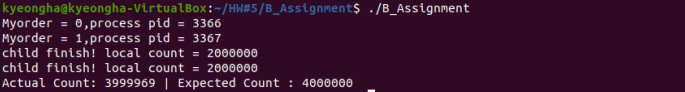 kyeongha@kyeongha-VirtualBox:~/HW#5/B_Assignment$ ./B_Assignment
Myorder = 0,process pid = 3366
Myorder = 1,process pid = 3367
child finish! local count = 2000000
child finish! local count = 2000000
Actual Count: 3999969 | Expected Count : 4000000